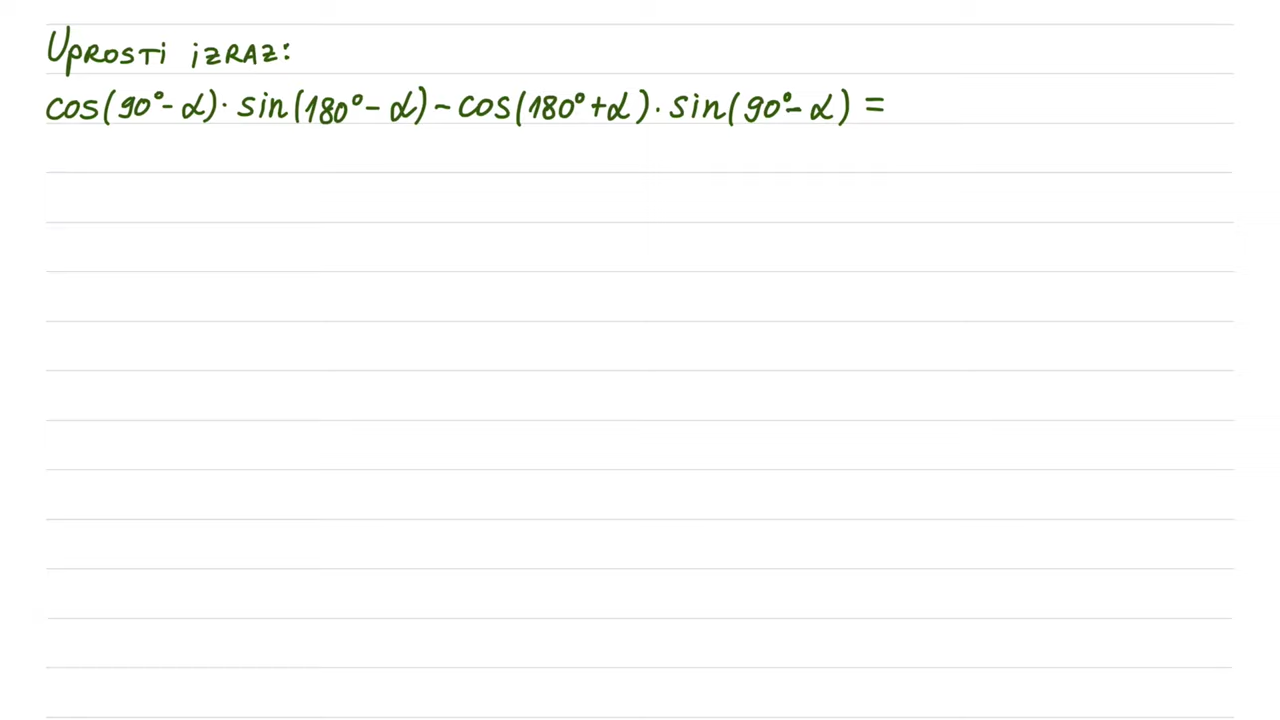 Uprosti izraz:
cos(90°-α)· sin(180°-α)-cos(180°+α)· sin(90°-α) =